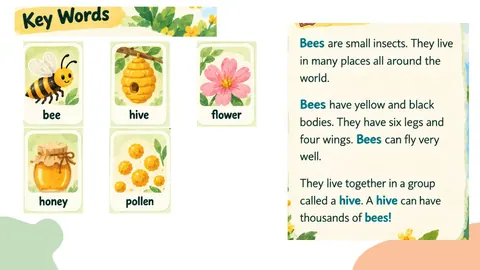 Key Words
bee
hive
flower
honey
pollen
Bees are small insects. They live
in many places all around the
world.
Bees have yellow and black
bodies. They have six legs and
four wings. Bees can fly very
well.
They live together in a group
called a hive. A hive can have
thousands of bees!